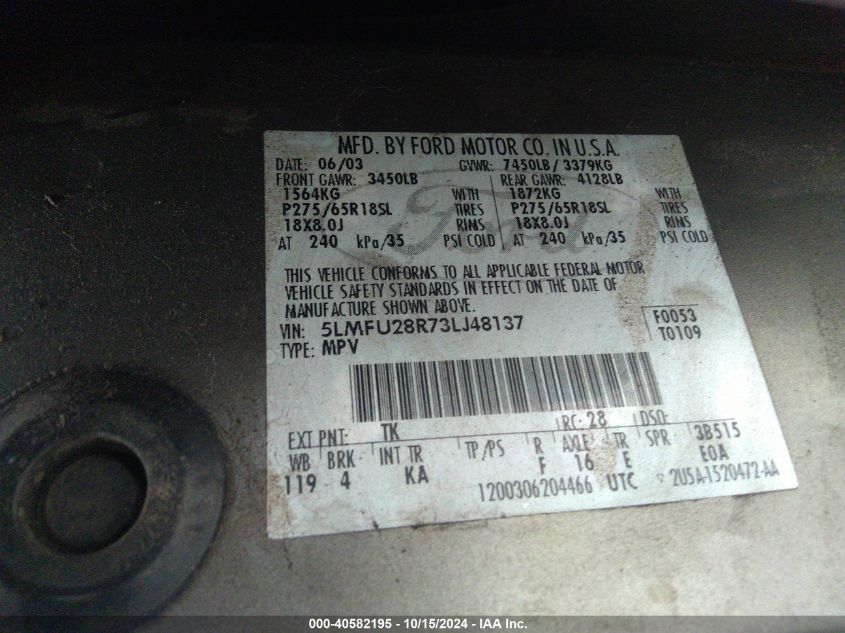 MFD. BY FORD MOTOR CO. IN U.S.A.
DATE: 06/03 GVWR: 7450LB/ 3379KG
FRONT GAWR: 3450LB REAR GAWR: 4128LB
1564KG WITH 1872KG WITH
P275/65R18SL TIRES P275/65R18SL TIRES
18X8.0J RIMS 18X8.0J RIMS
AT 240 kPa/35 PSI COLD AT 240 kPa/35 PSI COLD
THIS VEHICLE CONFORMS TO ALL APPLICABLE FEDERAL MOTOR
VEHICLE SAFETY STANDARDS IN EFFECT ON THE DATE OF
MANUFACTURE SHOWN ABOVE.
VIN: 5LMFU28R73LJ48137 F0053
TYPE: MPV T0109
EXT PNT: TK RC: 28 DSO:
WB BRK INT TR TP/PS R AXLE TR SPR 3B515
119 4 KA F 16 E E0A
1200306204466 UTC 2U5A-1520472-AA
000-40582195 - 10/15/2024 - IAA Inc.